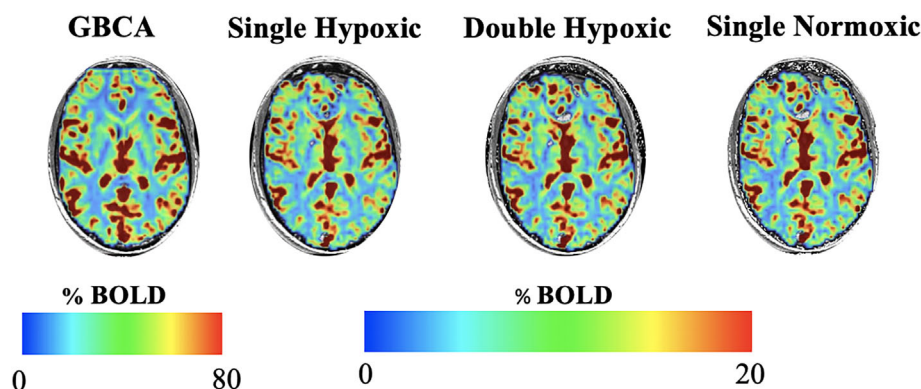 GBCA Single Hypoxic Double Hypoxic Single Normoxic
% BOLD % BOLD
0 80 0 20